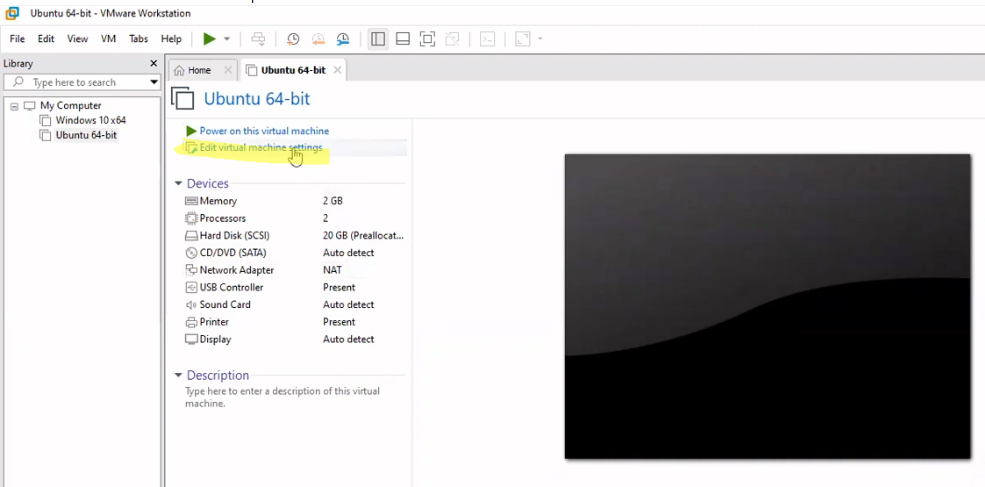 Ubuntu 64-bit - VMware Workstation
File Edit View VM Tabs Help
Library
Type here to search
My Computer
Windows 10 x64
Ubuntu 64-bit
Home
Ubuntu 64-bit
Ubuntu 64-bit
Power on this virtual machine
Edit virtual machine settings
Devices
Memory 2 GB
Processors 2
Hard Disk (SCSI) 20 GB (Preallocat...
CD/DVD (SATA) Auto detect
Network Adapter NAT
USB Controller Present
Sound Card Auto detect
Printer Present
Display Auto detect
Description
Type here to enter a description of this virtual
machine.